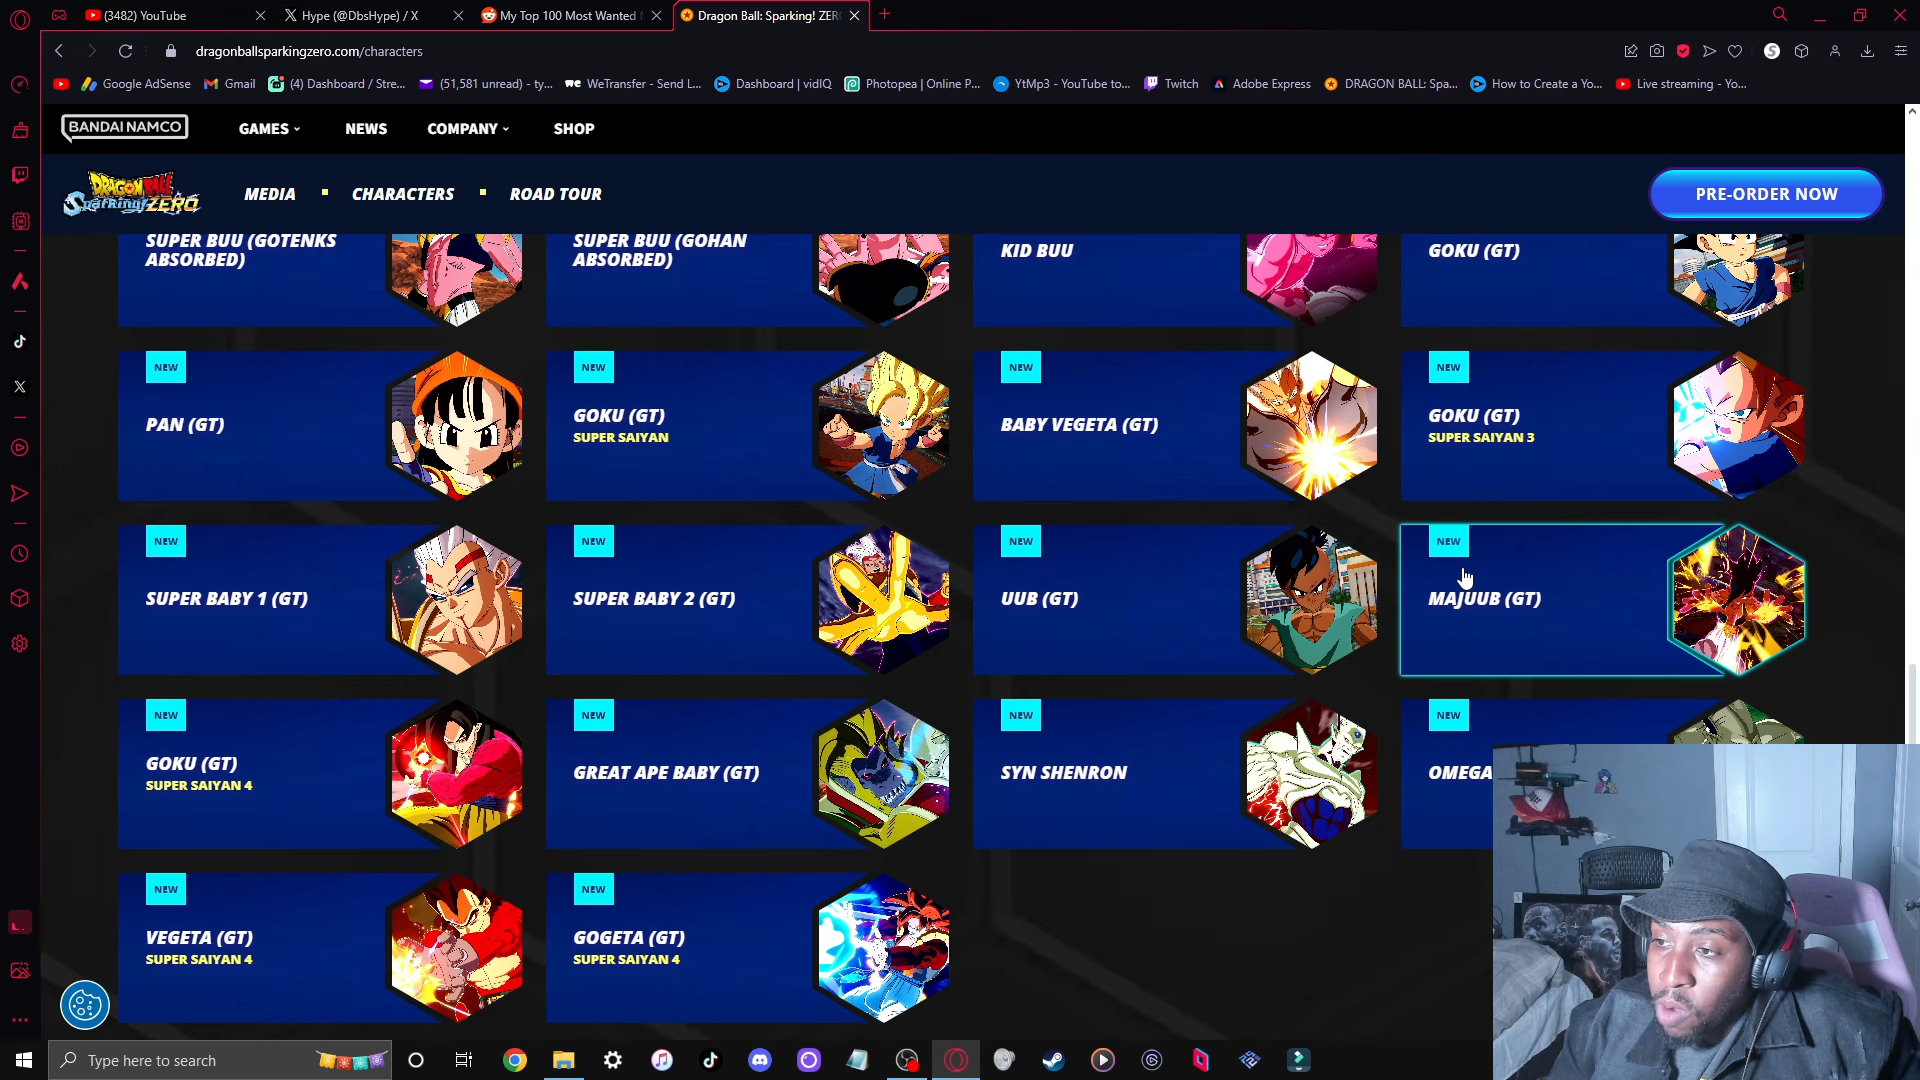 (3482) YouTube
Hype (@DbsHype) / X
My Top 100 Most Wanted
Dragon Ball: Sparking! ZER
dragonballsparkingzero.com/characters
Google AdSense
Gmail
(4) Dashboard / Stre...
(51,581 unread) - ty...
WeTransfer - Send L...
Dashboard | vidIQ
Photopea | Online P...
YtMp3 - YouTube to...
Twitch
Adobe Express
DRAGON BALL: Spa...
How to Create a Yo...
Live streaming - Yo...
BANDAI NAMCO
GAMES
NEWS
COMPANY
SHOP
DRAGON BALL
Sparking! ZERO
MEDIA
CHARACTERS
ROAD TOUR
PRE-ORDER NOW
SUPER BUU (GOTENKS
ABSORBED)
SUPER BUU (GOHAN
ABSORBED)
KID BUU
GOKU (GT)
NEW
PAN (GT)
NEW
GOKU (GT)
SUPER SAIYAN
NEW
BABY VEGETA (GT)
NEW
GOKU (GT)
SUPER SAIYAN 3
NEW
SUPER BABY 1 (GT)
NEW
SUPER BABY 2 (GT)
NEW
UUB (GT)
NEW
MAJUUB (GT)
NEW
GOKU (GT)
SUPER SAIYAN 4
NEW
GREAT APE BABY (GT)
NEW
SYN SHENRON
NEW
OMEGA
NEW
VEGETA (GT)
SUPER SAIYAN 4
NEW
GOGETA (GT)
SUPER SAIYAN 4
Type here to search